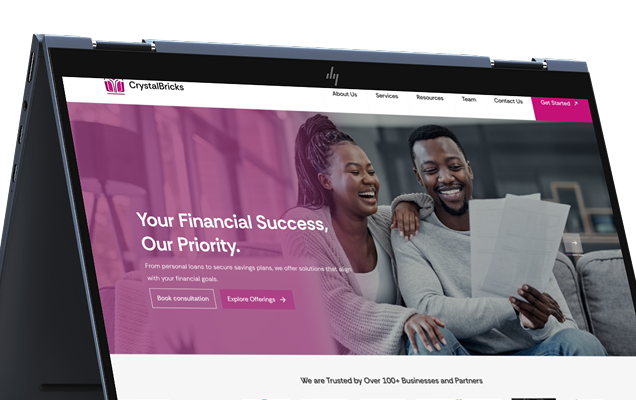 hp
CrystalBricks
About Us
Services
Resources
Team
Contact Us
Get Started
Your Financial Success,
Our Priority.
From personal loans to secure savings plans, we offer solutions that align
with your financial goals.
Book consultation
Explore Offerings
We are Trusted by Over 100+ Businesses and Partners